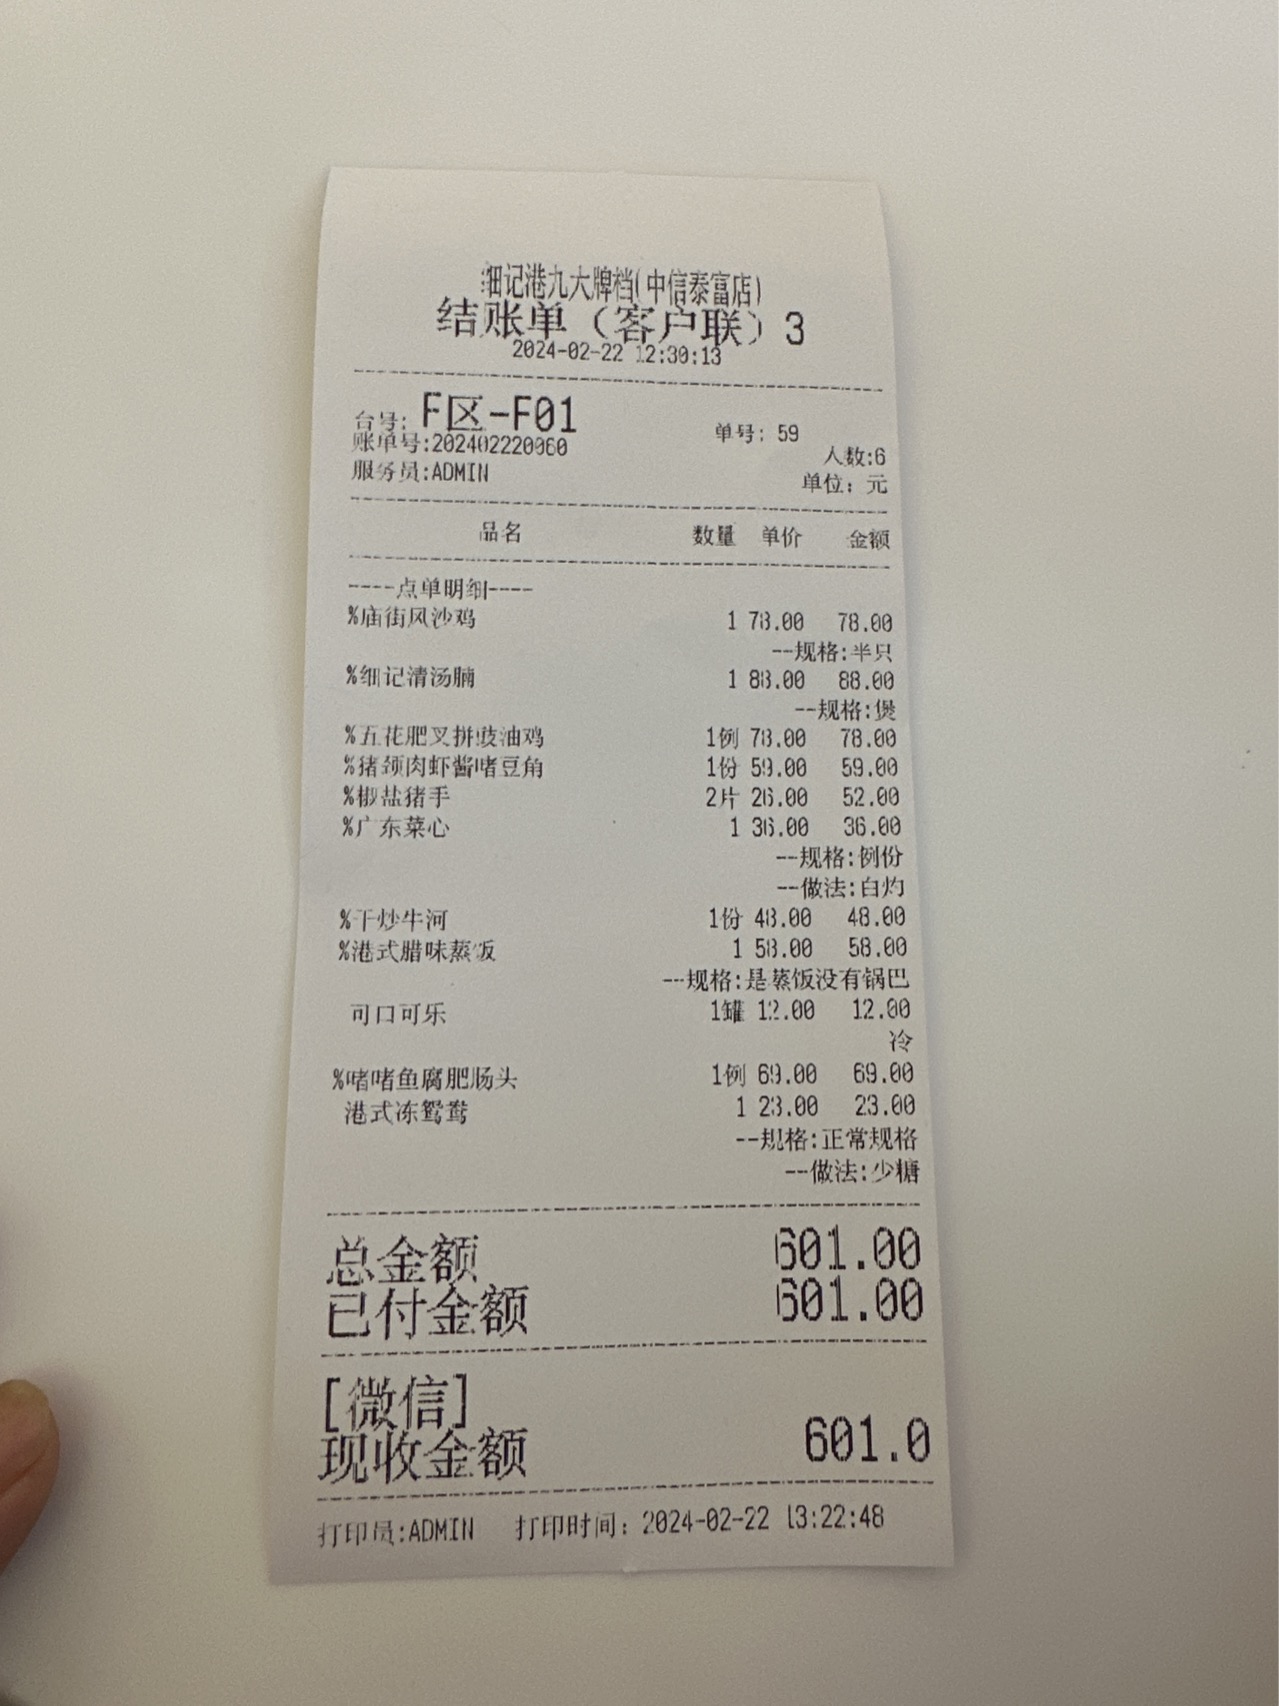 细记港九大牌档(中信泰富店)
结账单（客户联）3
2024-02-22 12:30:13
台号: F区-F01 单号: 59
账单号:202402220060 人数:6
服务员:ADMIN 单位: 元
品名 数量 单价 金额
----点单明细----
%庙街风沙鸡 1 78.00 78.00
--规格:半只
%细记清汤腩 1 88.00 88.00
--规格:煲
%五花肥叉拼豉油鸡 1例 78.00 78.00
%猪颈肉虾酱啫豆角 1份 59.00 59.00
%椒盐猪手 2片 26.00 52.00
%广东菜心 1 36.00 36.00
--规格:例份
--做法:白灼
%干炒牛河 1份 48.00 48.00
%港式腊味蒸饭 1 58.00 58.00
--规格:是蒸饭没有锅巴
可口可乐 1罐 12.00 12.00
冷
%啫啫鱼腐肥肠头 1例 69.00 69.00
港式冻鸳鸯 1 23.00 23.00
--规格:正常规格
--做法:少糖
总金额 601.00
已付金额 601.00
[微信]
现收金额 601.0
打印员:ADMIN 打印时间: 2024-02-22 13:22:48